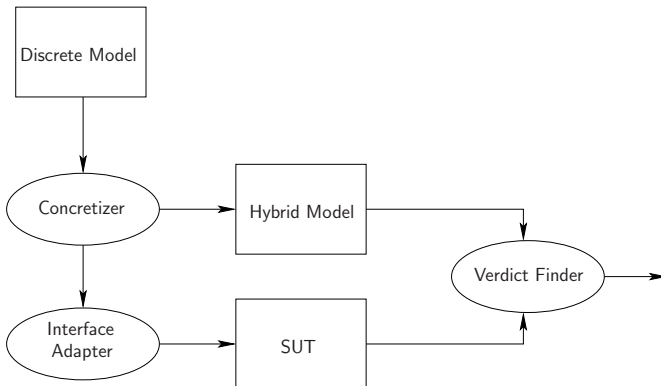 Discrete Model
Concretizer
Hybrid Model
Verdict Finder
Interface
Adapter
SUT